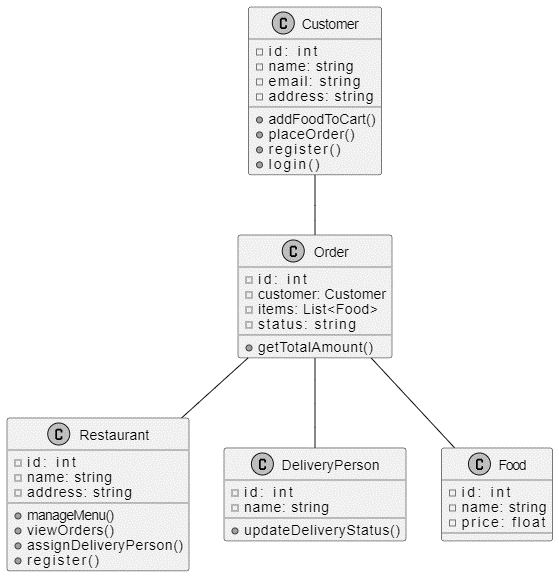 C Customer
id: int
name: string
email: string
address: string
addFoodToCart()
placeOrder()
register()
login()
C Order
id: int
customer: Customer
items: List<Food>
status: string
getTotalAmount()
C Restaurant
id: int
name: string
address: string
manageMenu()
viewOrders()
assignDeliveryPerson()
register()
C DeliveryPerson
id: int
name: string
updateDeliveryStatus()
C Food
id: int
name: string
price: float